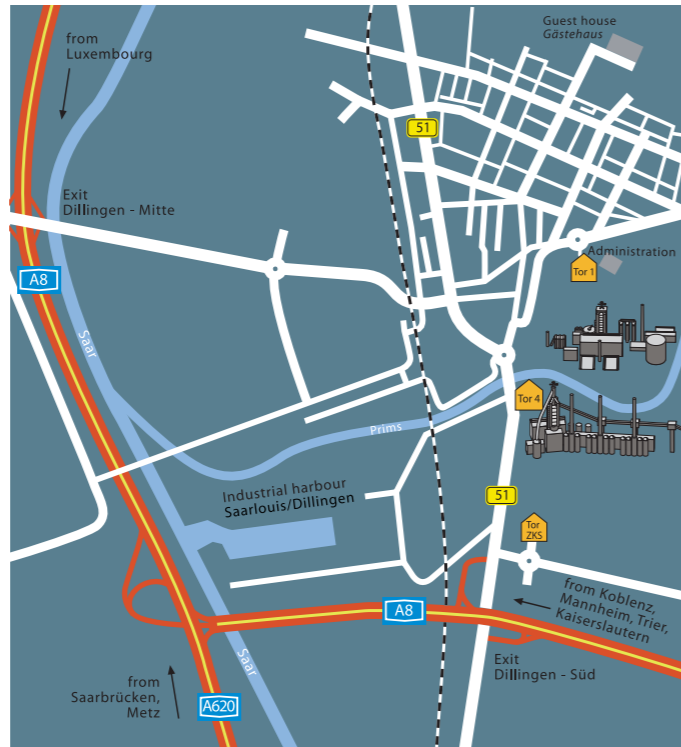 Guest house
Gästehaus
from
Luxembourg
51
Exit
Dillingen - Mitte
Administration
Tor 1
A8
Saar
Tor 4
Prims
Industrial harbour
Saarlouis/Dillingen
51
Tor
ZKS
from Koblenz,
Mannheim, Trier,
Kaiserslautern
A8
Saar
Exit
Dillingen - Süd
from
Saarbrücken,
Metz
A620